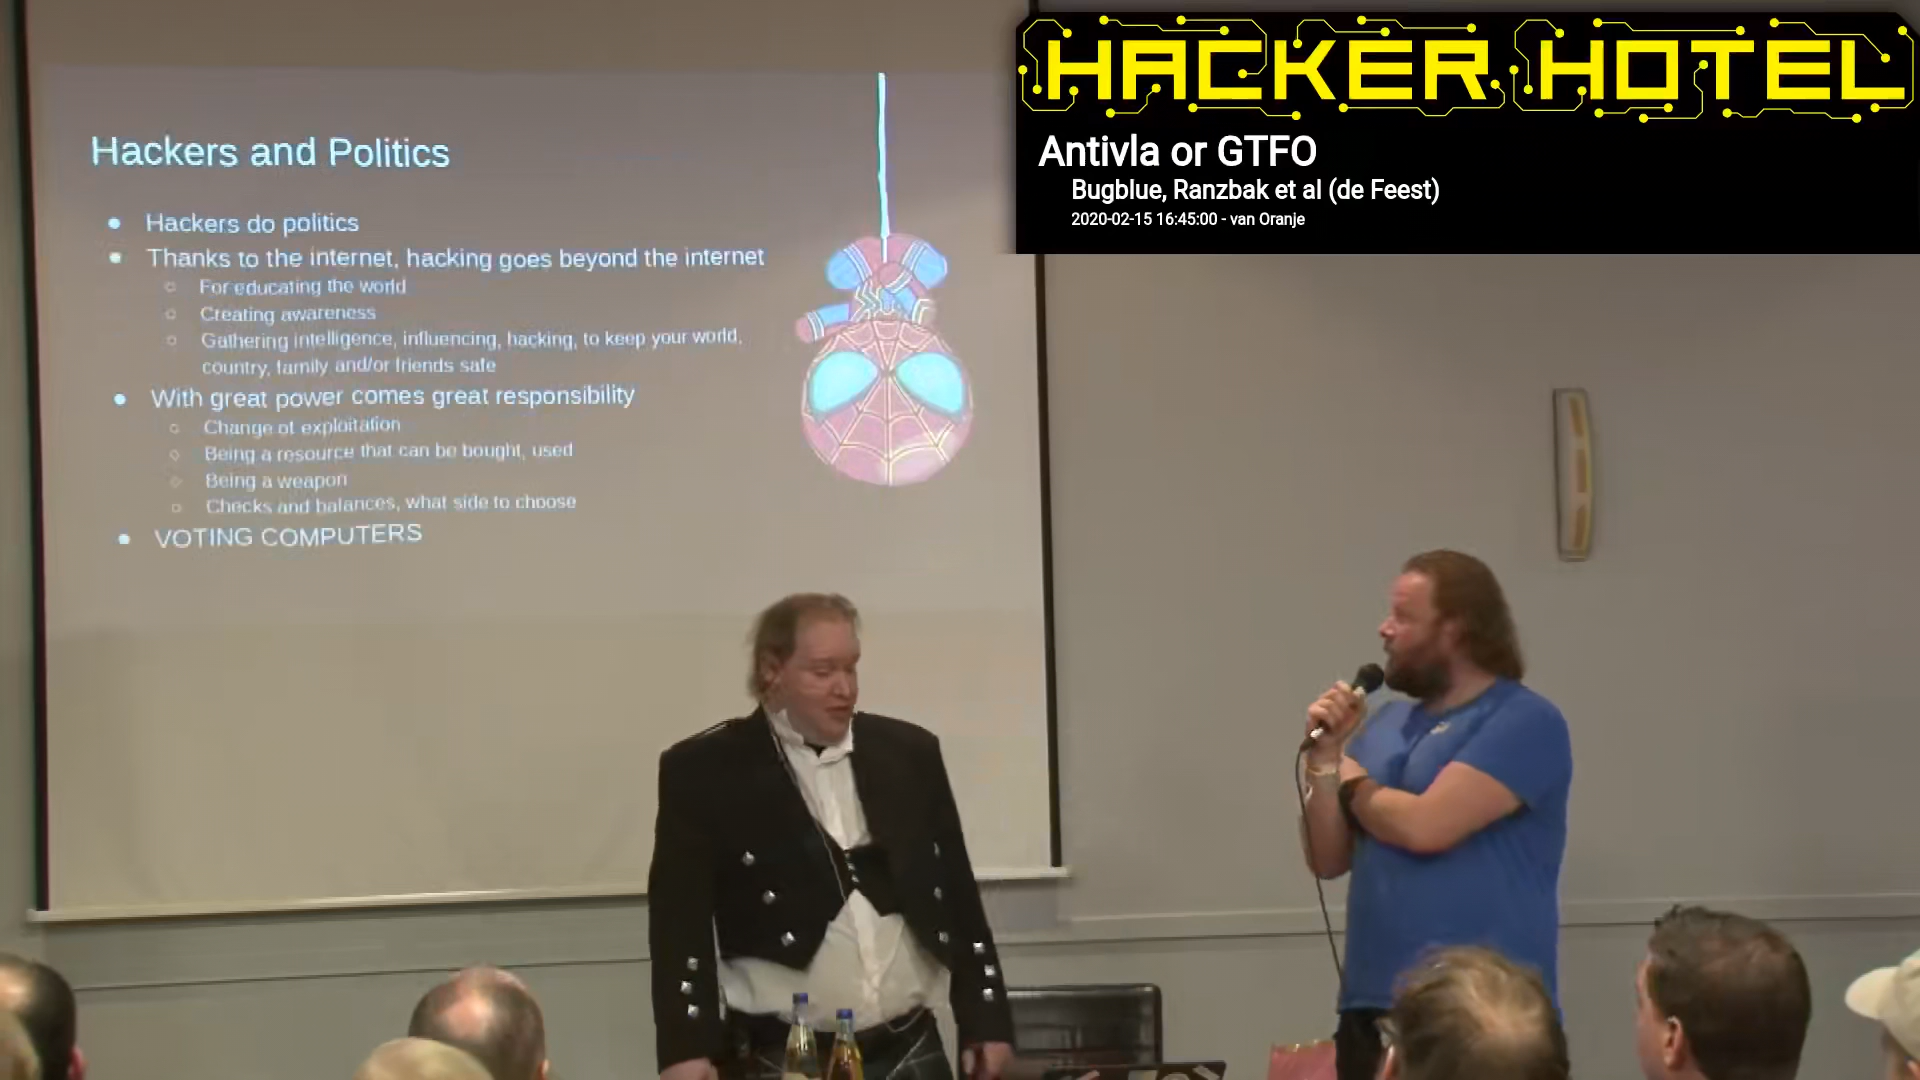 HACKER HOTEL
Antivla or GTFO
Bugblue, Ranzbak et al (de Feest)
2020-02-15 16:45:00 - van Oranje
Hackers and Politics
Hackers do politics
Thanks to the internet, hacking goes beyond the internet
For educating the world
Creating awareness
Gathering intelligence, influencing, hacking, to keep your world,
country, family and/or friends safe
With great power comes great responsibility
Change of exploitation
Being a resource that can be bought, used
Being a weapon
Checks and balances, what side to choose
VOTING COMPUTERS